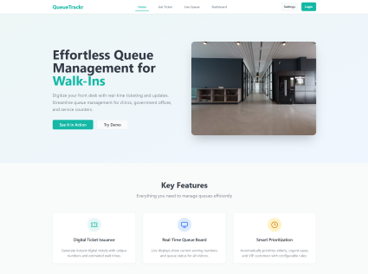 QueueTrackr
Home
Get Ticket
Live Queue
Dashboard
Settings
Login
Effortless Queue
Management for
Walk-Ins
Digitize your front desk with real-time ticketing and updates.
Streamline queue management for clinics, government offices,
and service counters.
See it in Action
Try Demo
Key Features
Everything you need to manage queues efficiently
Digital Ticket Issuance
Generate instant digital tickets with unique
numbers and estimated wait times.
Real-Time Queue Board
Live displays show current serving numbers
and queue status for all visitors.
Smart Prioritization
Automatically prioritize elderly, urgent cases,
and VIP customers with configurable rules.